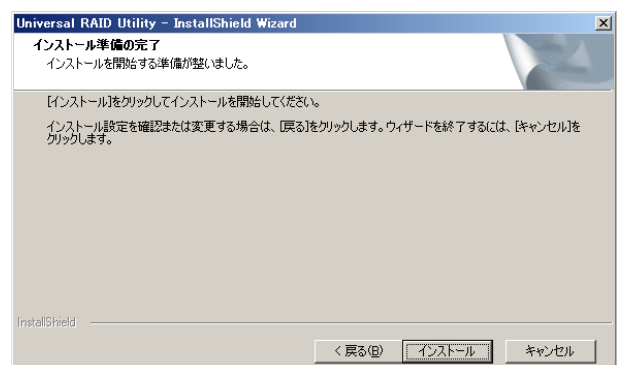 Universal RAID Utility - InstallShield Wizard
インストール準備の完了
インストールを開始する準備が整いました。
[インストール]をクリックしてインストールを開始してください。
インストール設定を確認または変更する場合は、[戻る]をクリックします。ウィザードを終了するには、[キャンセル]を
クリックします。
InstallShield
< 戻る(B) インストール キャンセル